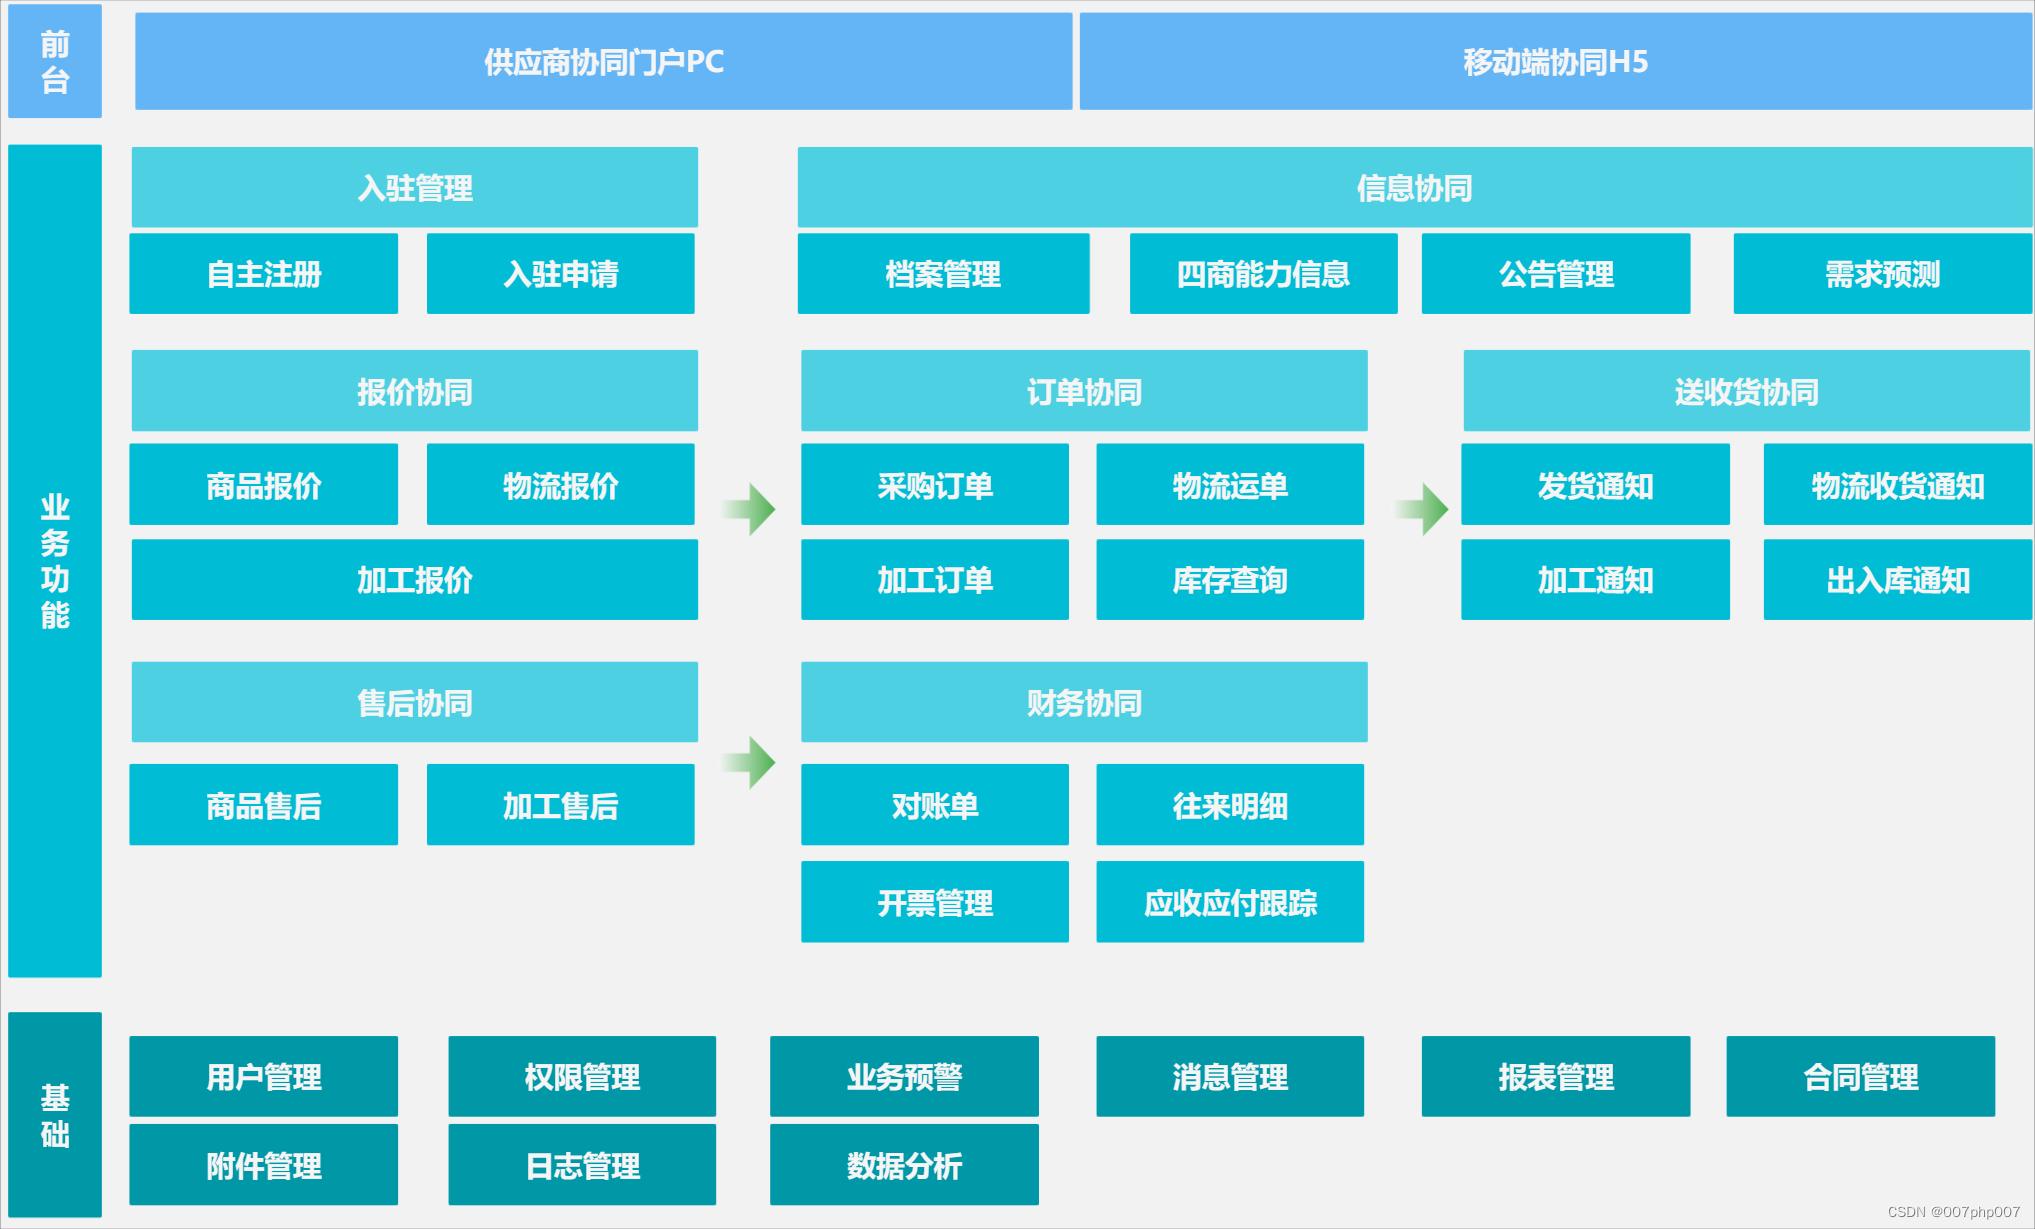 前台
供应商协同门户PC
移动端协同H5
业务功能
入驻管理
信息协同
自主注册
入驻申请
档案管理
四商能力信息
公告管理
需求预测
报价协同
订单协同
送收货协同
商品报价
物流报价
采购订单
物流运单
发货通知
物流收货通知
加工报价
加工订单
库存查询
加工通知
出入库通知
售后协同
财务协同
商品售后
加工售后
对账单
往来明细
开票管理
应收应付跟踪
基础
用户管理
权限管理
业务预警
消息管理
报表管理
合同管理
附件管理
日志管理
数据分析
CSDN @007php007